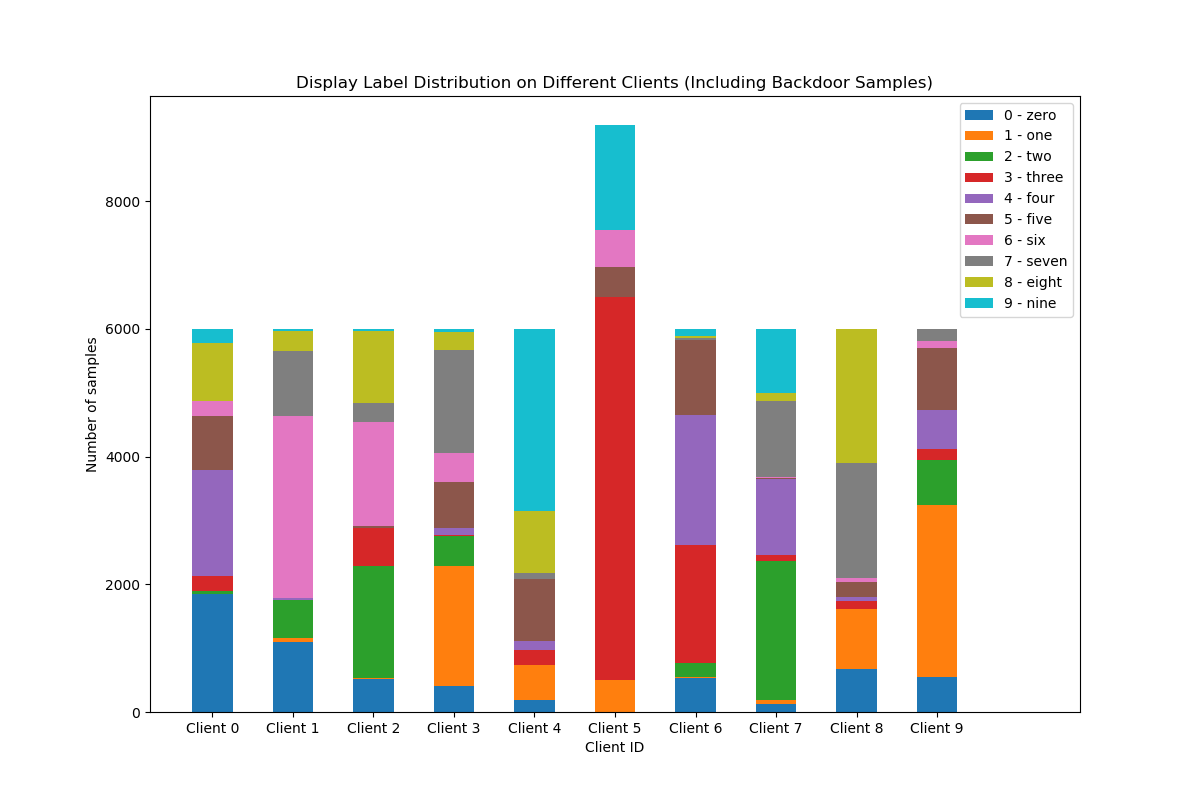 Display Label Distribution on Different Clients (Including Backdoor Samples)
0 - zero
1 - one
2 - two
3 - three
4 - four
5 - five
6 - six
7 - seven
8 - eight
9 - nine
Number of samples
8000
6000
4000
2000
0
Client 0 Client 1 Client 2 Client 3 Client 4 Client 5 Client 6 Client 7 Client 8 Client 9
Client ID